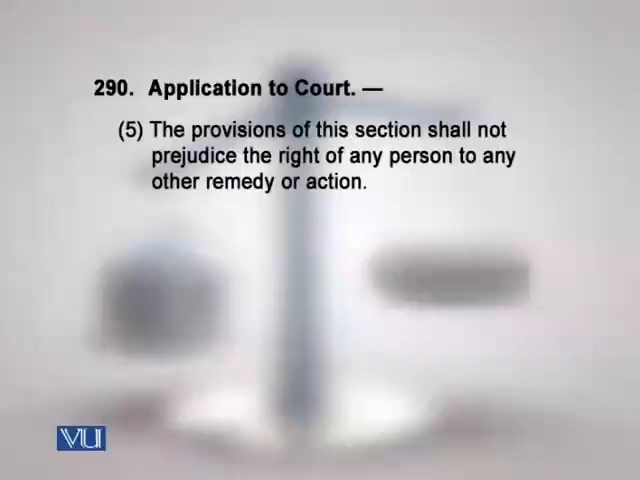 290. Application to Court. —
(5) The provisions of this section shall not
prejudice the right of any person to any
other remedy or action.
VU